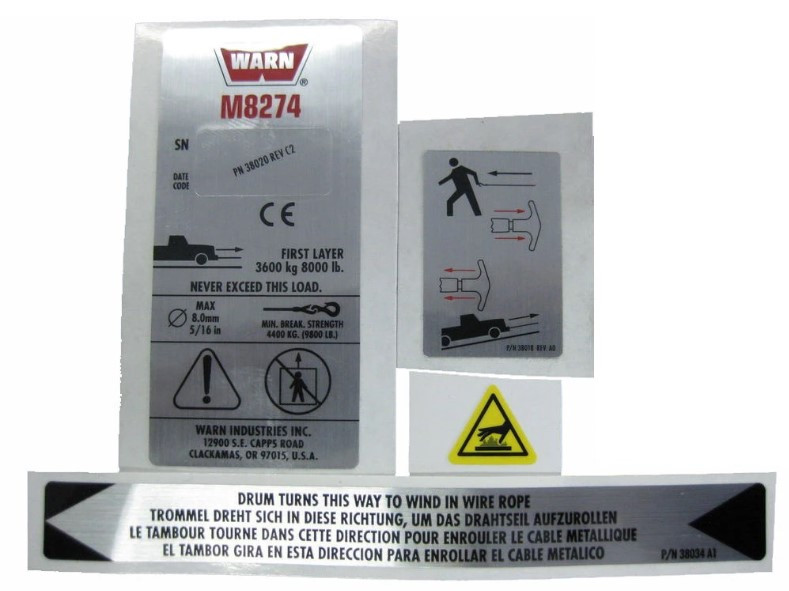 WARN
®
M8274
SN
PN 38020 REV C2
DATE
CODE
CE
FIRST LAYER
3600 kg 8000 lb.
NEVER EXCEED THIS LOAD.
MAX
8.0mm
5/16 in
MIN. BREAK. STRENGTH
4400 KG. (9800 LB.)
WARN INDUSTRIES INC.
12900 S.E. CAPPS ROAD
CLACKAMAS, OR 97015, U.S.A.
P/N 38018 REV. A0
DRUM TURNS THIS WAY TO WIND IN WIRE ROPE
TROMMEL DREHT SICH IN DIESE RICHTUNG, UM DAS DRAHTSEIL AUFZUROLLEN
LE TAMBOUR TOURNE DANS CETTE DIRECTION POUR ENROULER LE CABLE METALLIQUE
EL TAMBOR GIRA EN ESTA DIRECCION PARA ENROLLAR EL CABLE METALICO
P/N 38034 A1